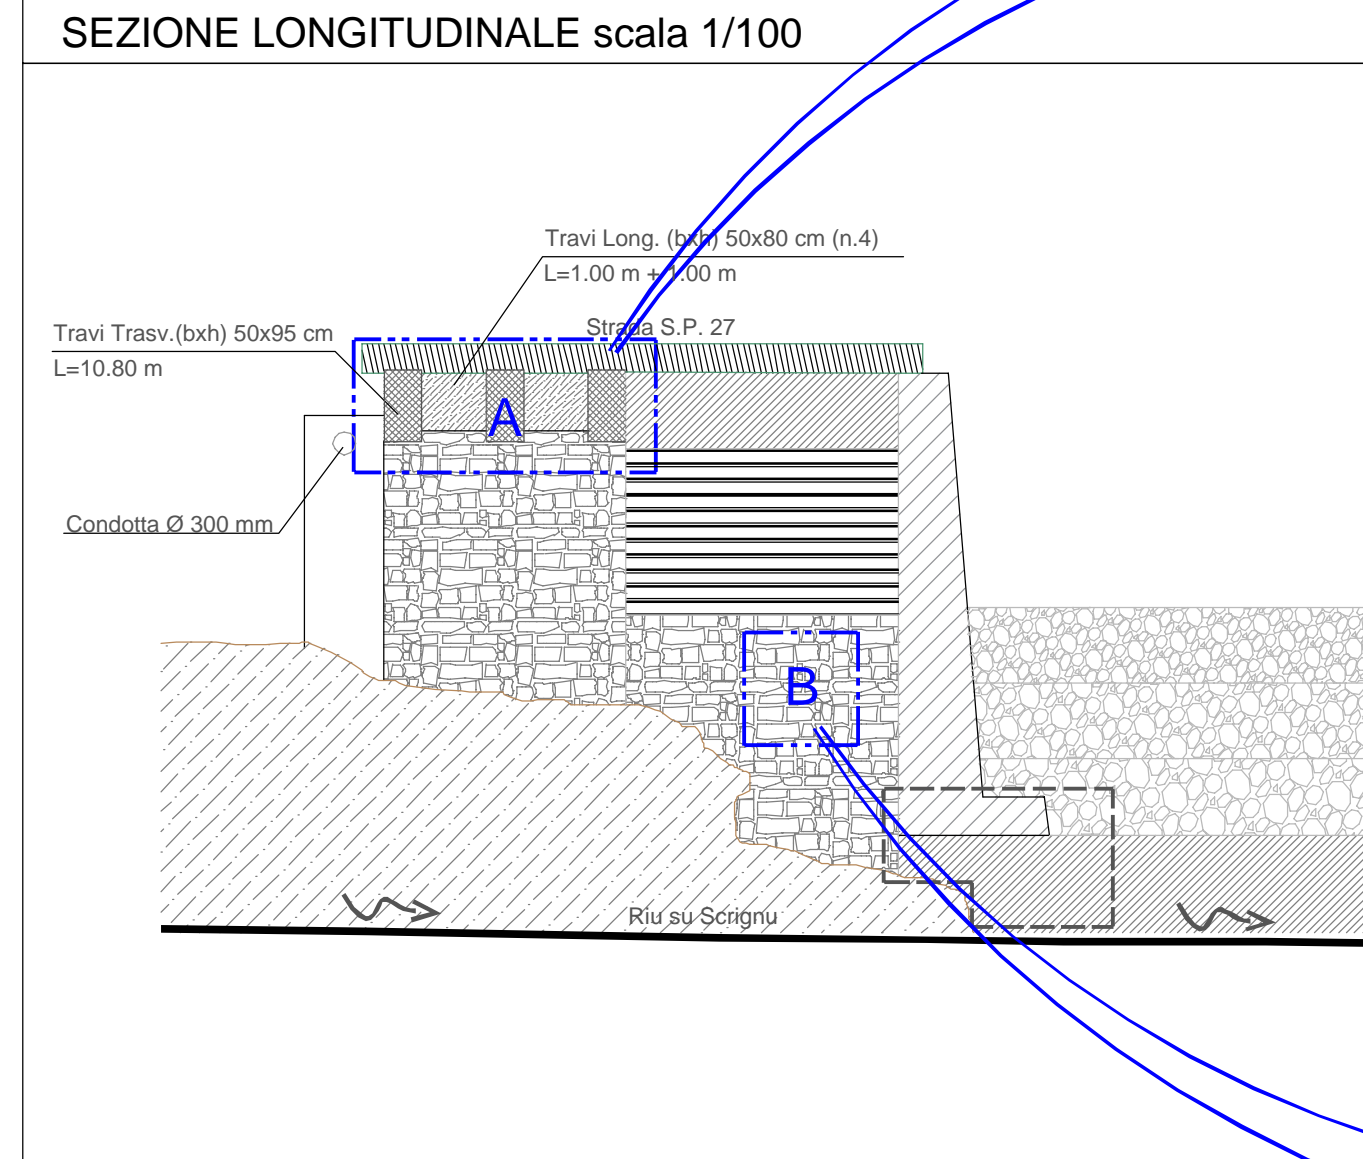 SEZIONE LONGITUDINALE scala 1/100
Travi Long. (bxh) 50x80 cm (n.4)
L=1.00 m + 1.00 m
Strada S.P. 27
Travi Trasv.(bxh) 50x95 cm
L=10.80 m
A
Condotta Ø 300 mm
B
Riu su Scrignu